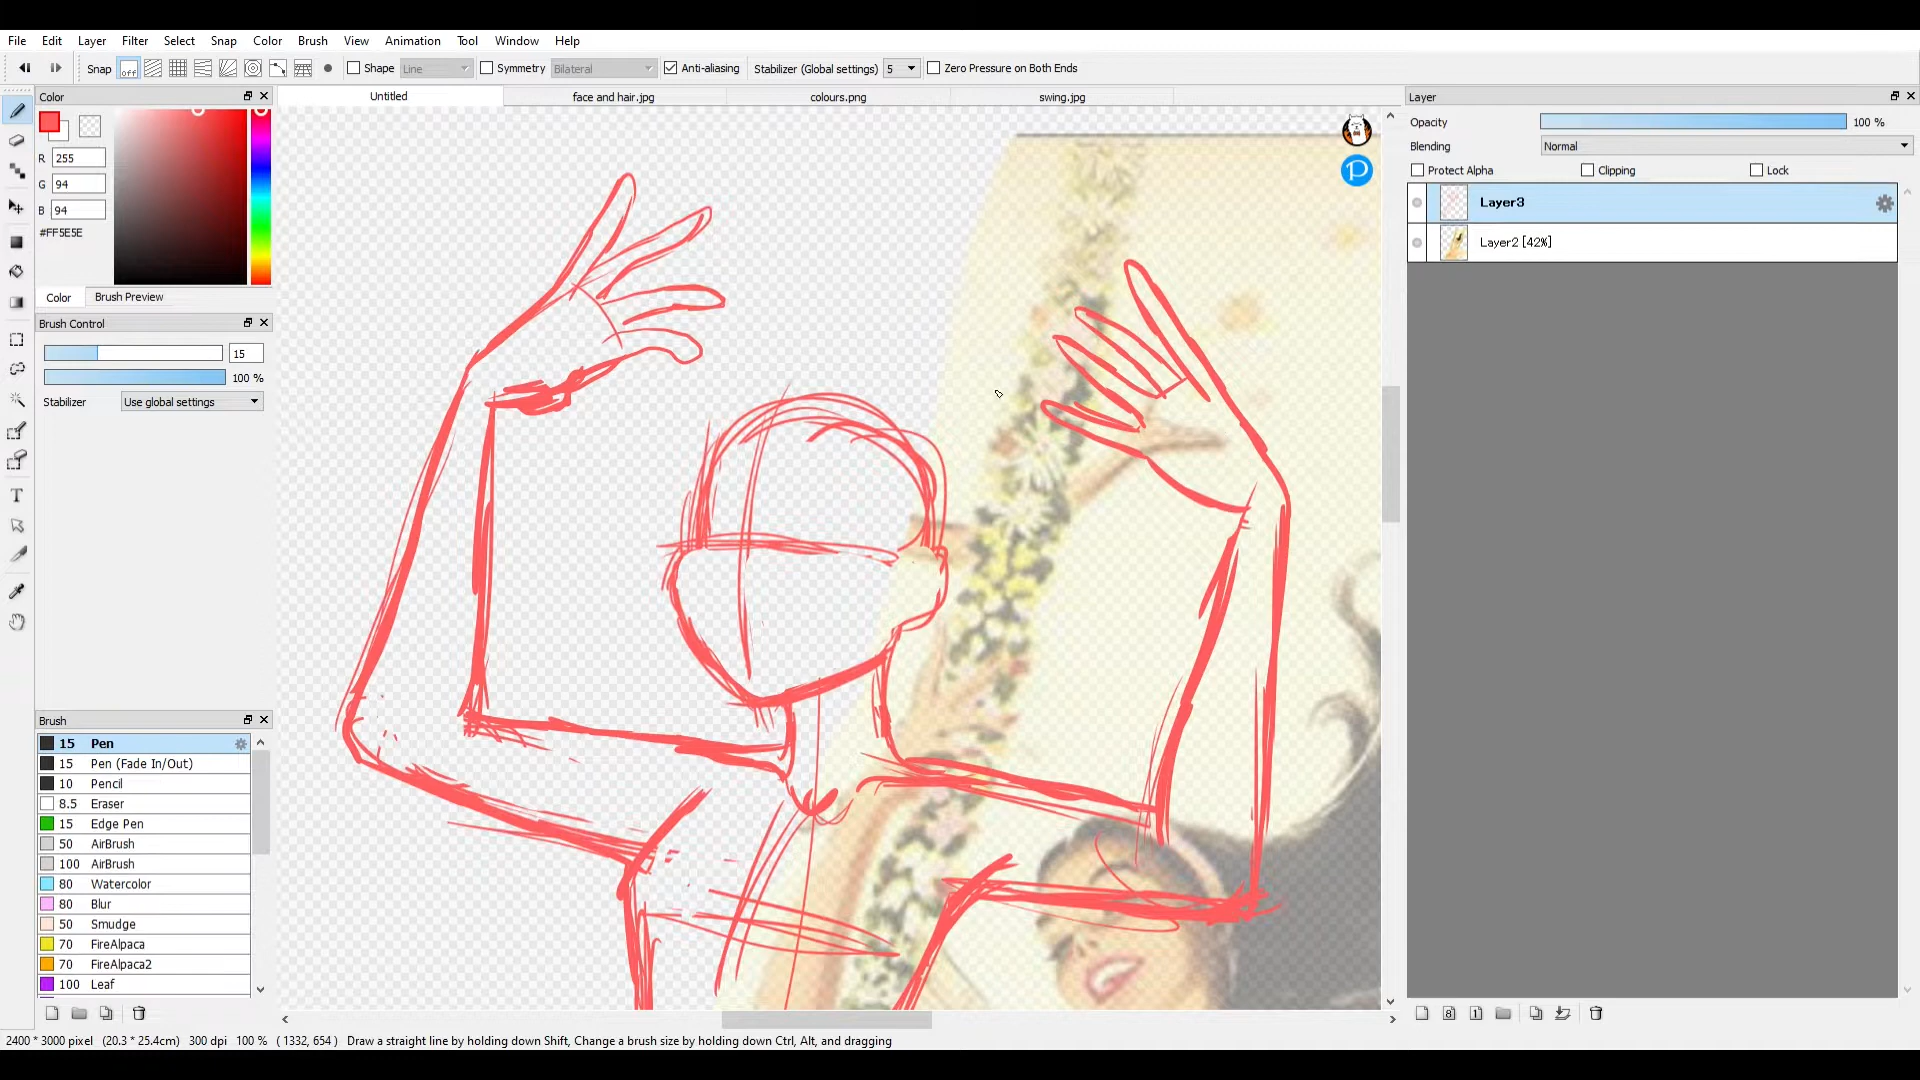 File Edit Layer Filter Select Snap Color Brush View Animation Tool Window Help
Snap off Shape Line Symmetry Bilateral Anti-aliasing Stabilizer (Global settings) 5 Zero Pressure on Both Ends
Color
Untitled face and hair.jpg colours.png swing.jpg
Layer
R 255
G 94
B 94
#FF5E5E
Color Brush Preview
Brush Control
15
100 %
Stabilizer Use global settings
Brush
15 Pen
15 Pen (Fade In/Out)
10 Pencil
8.5 Eraser
15 Edge Pen
50 AirBrush
100 AirBrush
80 Watercolor
80 Blur
50 Smudge
70 FireAlpaca
70 FireAlpaca2
100 Leaf
Opacity 100 %
Blending Normal
Protect Alpha Clipping Lock
Layer3
Layer2 [42%]
2400 * 3000 pixel (20.3 * 25.4cm) 300 dpi 100 % ( 1332, 654 ) Draw a straight line by holding down Shift, Change a brush size by holding down Ctrl, Alt, and dragging